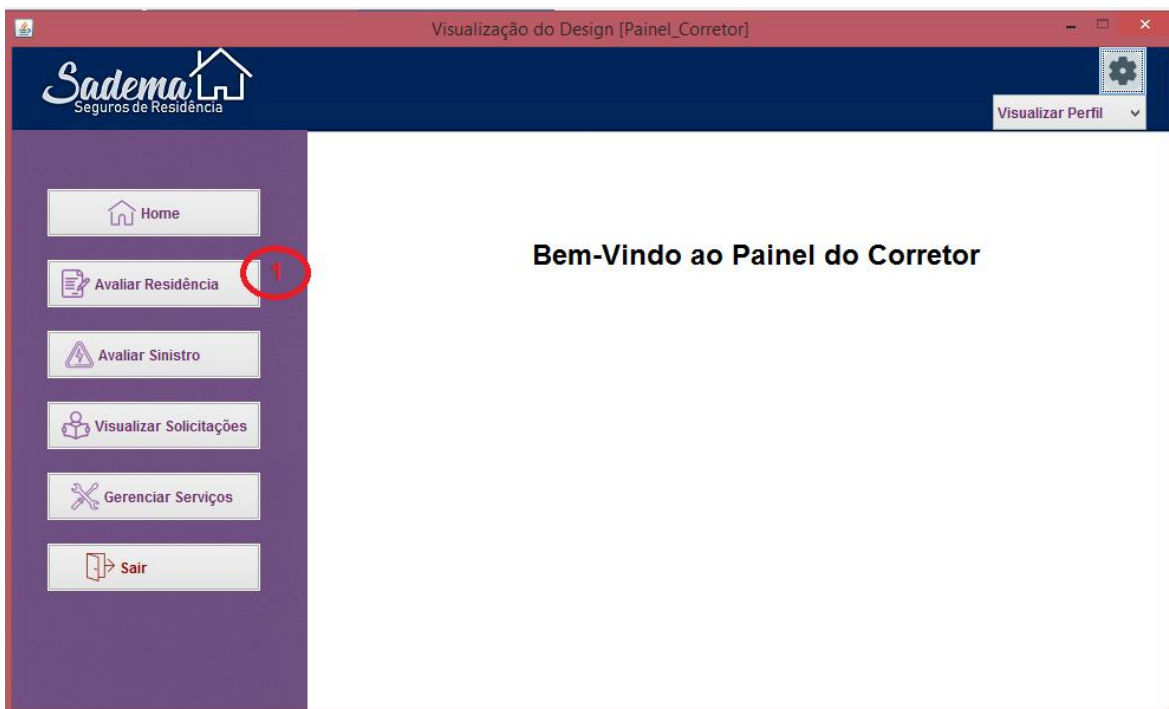 Visualização do Design [Painel_Corretor]
Sadema
Seguros de Residência
Visualizar Perfil
Home
Avaliar Residência
1
Avaliar Sinistro
Visualizar Solicitações
Gerenciar Serviços
Sair
Bem-Vindo ao Painel do Corretor